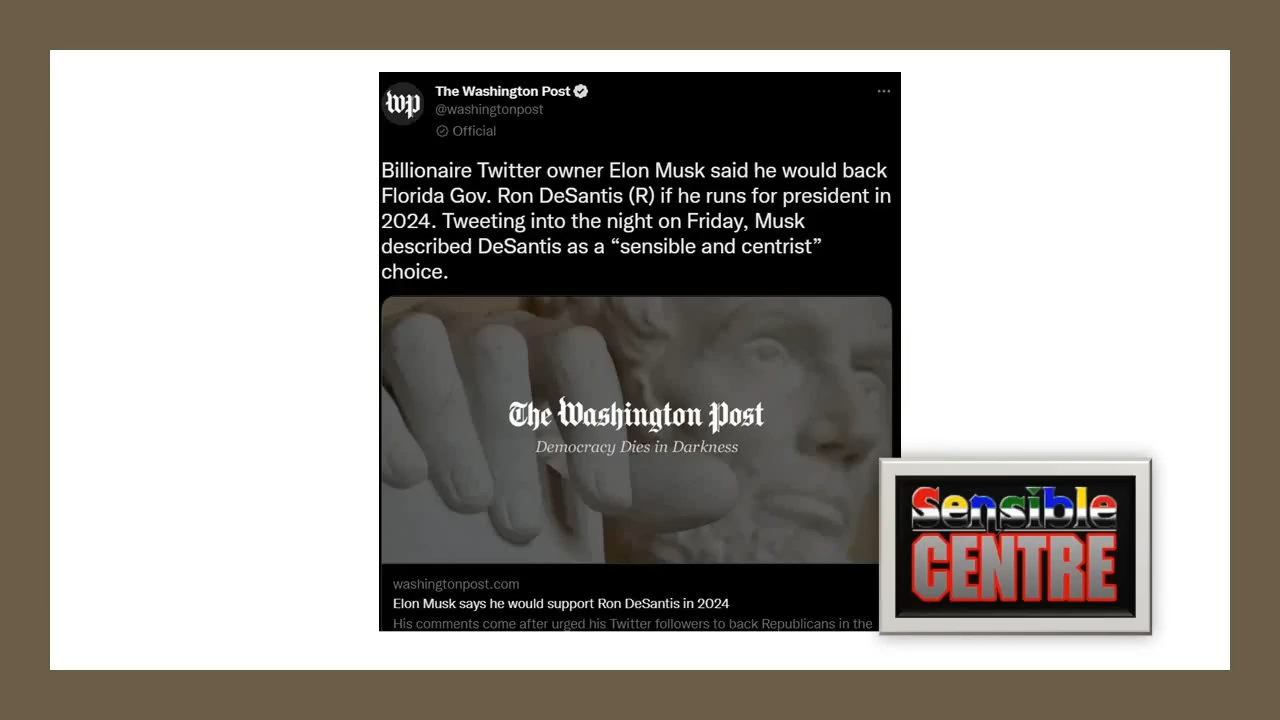 The Washington Post
@washingtonpost
Official
Billionaire Twitter owner Elon Musk said he would back
Florida Gov. Ron DeSantis (R) if he runs for president in
2024. Tweeting into the night on Friday, Musk
described DeSantis as a “sensible and centrist”
choice.
The Washington Post
Democracy Dies in Darkness
washingtonpost.com
Elon Musk says he would support Ron DeSantis in 2024
His comments come after urged his Twitter followers to back Republicans in the
wp
Sensible
CENTRE